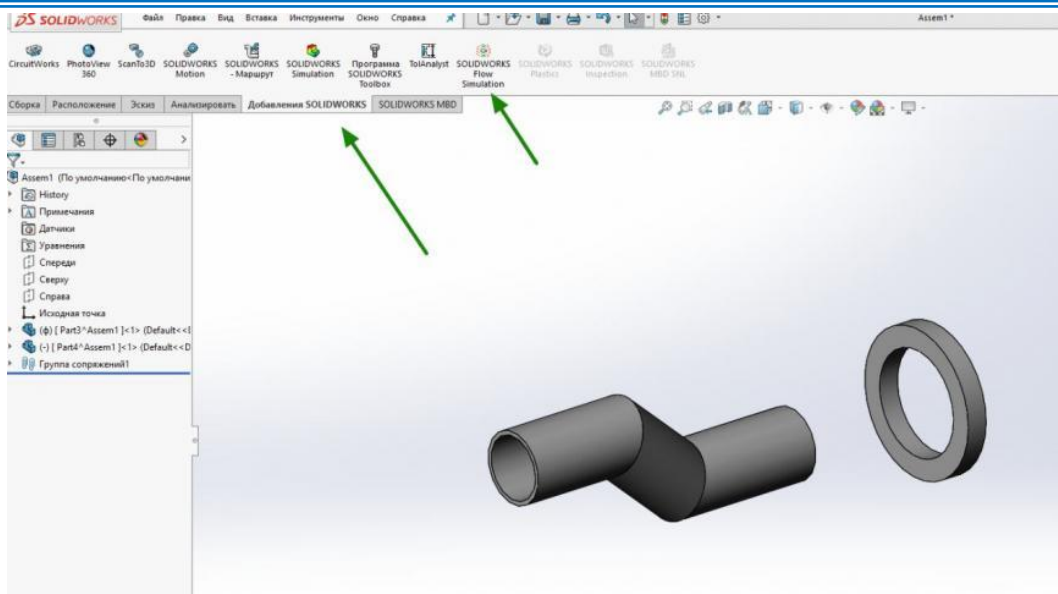 SOLIDWORKS Файл Правка Вид Вставка Инструменты Окно Справка Assem1 *
CircuitWorks PhotoView 360 ScanTo3D SOLIDWORKS Motion SOLIDWORKS - Маршрут SOLIDWORKS Simulation Программа SOLIDWORKS Toolbox TolAnalyst SOLIDWORKS Flow Simulation SOLIDWORKS Plastics SOLIDWORKS Inspection SOLIDWORKS MBD SNL
Сборка Расположение Эскиз Анализировать Добавления SOLIDWORKS SOLIDWORKS MBD
Assem1 (По умолчанию<По умолчани
History
Примечания
Датчики
Уравнения
Спереди
Сверху
Справа
Исходная точка
(ф) [ Part3^Assem1 ]<1> (Default<<D
(-) [ Part4^Assem1 ]<1> (Default<<D
Группа сопряжений1